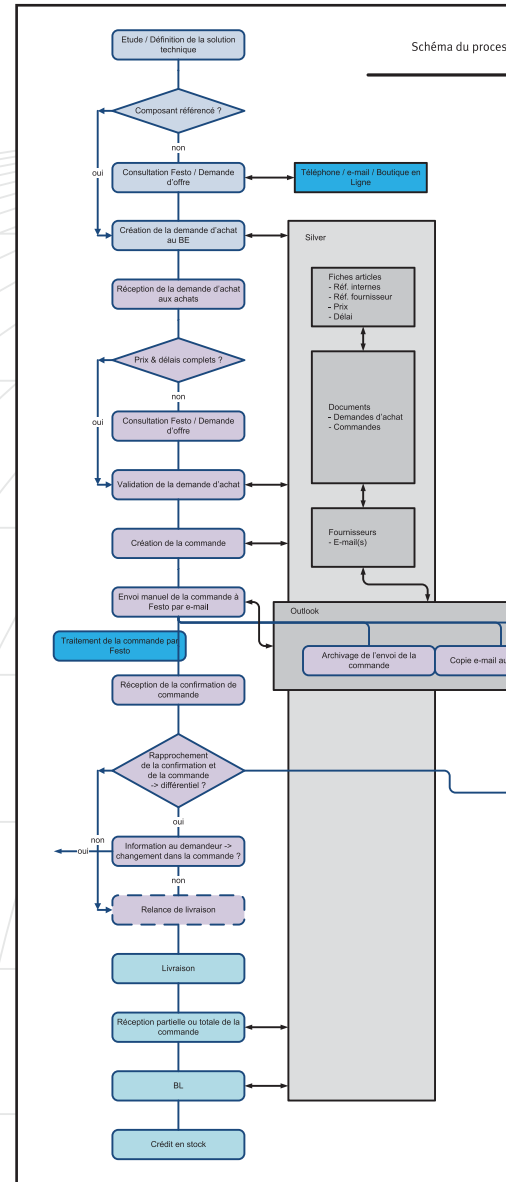 Schéma du proces
Etude / Définition de la solution
technique
Composant référencé ?
oui
non
Consultation Festo / Demande
d'offre
Téléphone / e-mail / Boutique en
Ligne
Création de la demande d'achat
au BE
Silver
Réception de la demande d'achat
aux achats
Fiches articles
- Réf. internes
- Réf. fournisseur
- Prix
- Délai
Prix & délais complets ?
oui
non
Documents
- Demandes d'achat
- Commandes
Consultation Festo / Demande
d'offre
Validation de la demande d'achat
Création de la commande
Fournisseurs
- E-mail(s)
Envoi manuel de la commande à
Festo par e-mail
Outlook
Traitement de la commande par
Festo
Archivage de l'envoi de la
commande
Copie e-mail au
Réception de la confirmation de
commande
Rapprochement
de la confirmation et
de la commande
-> différentiel ?
oui
non
oui
Information au demandeur ->
changement dans la commande ?
non
Relance de livraison
Livraison
Réception partielle ou totale de la
commande
BL
Crédit en stock